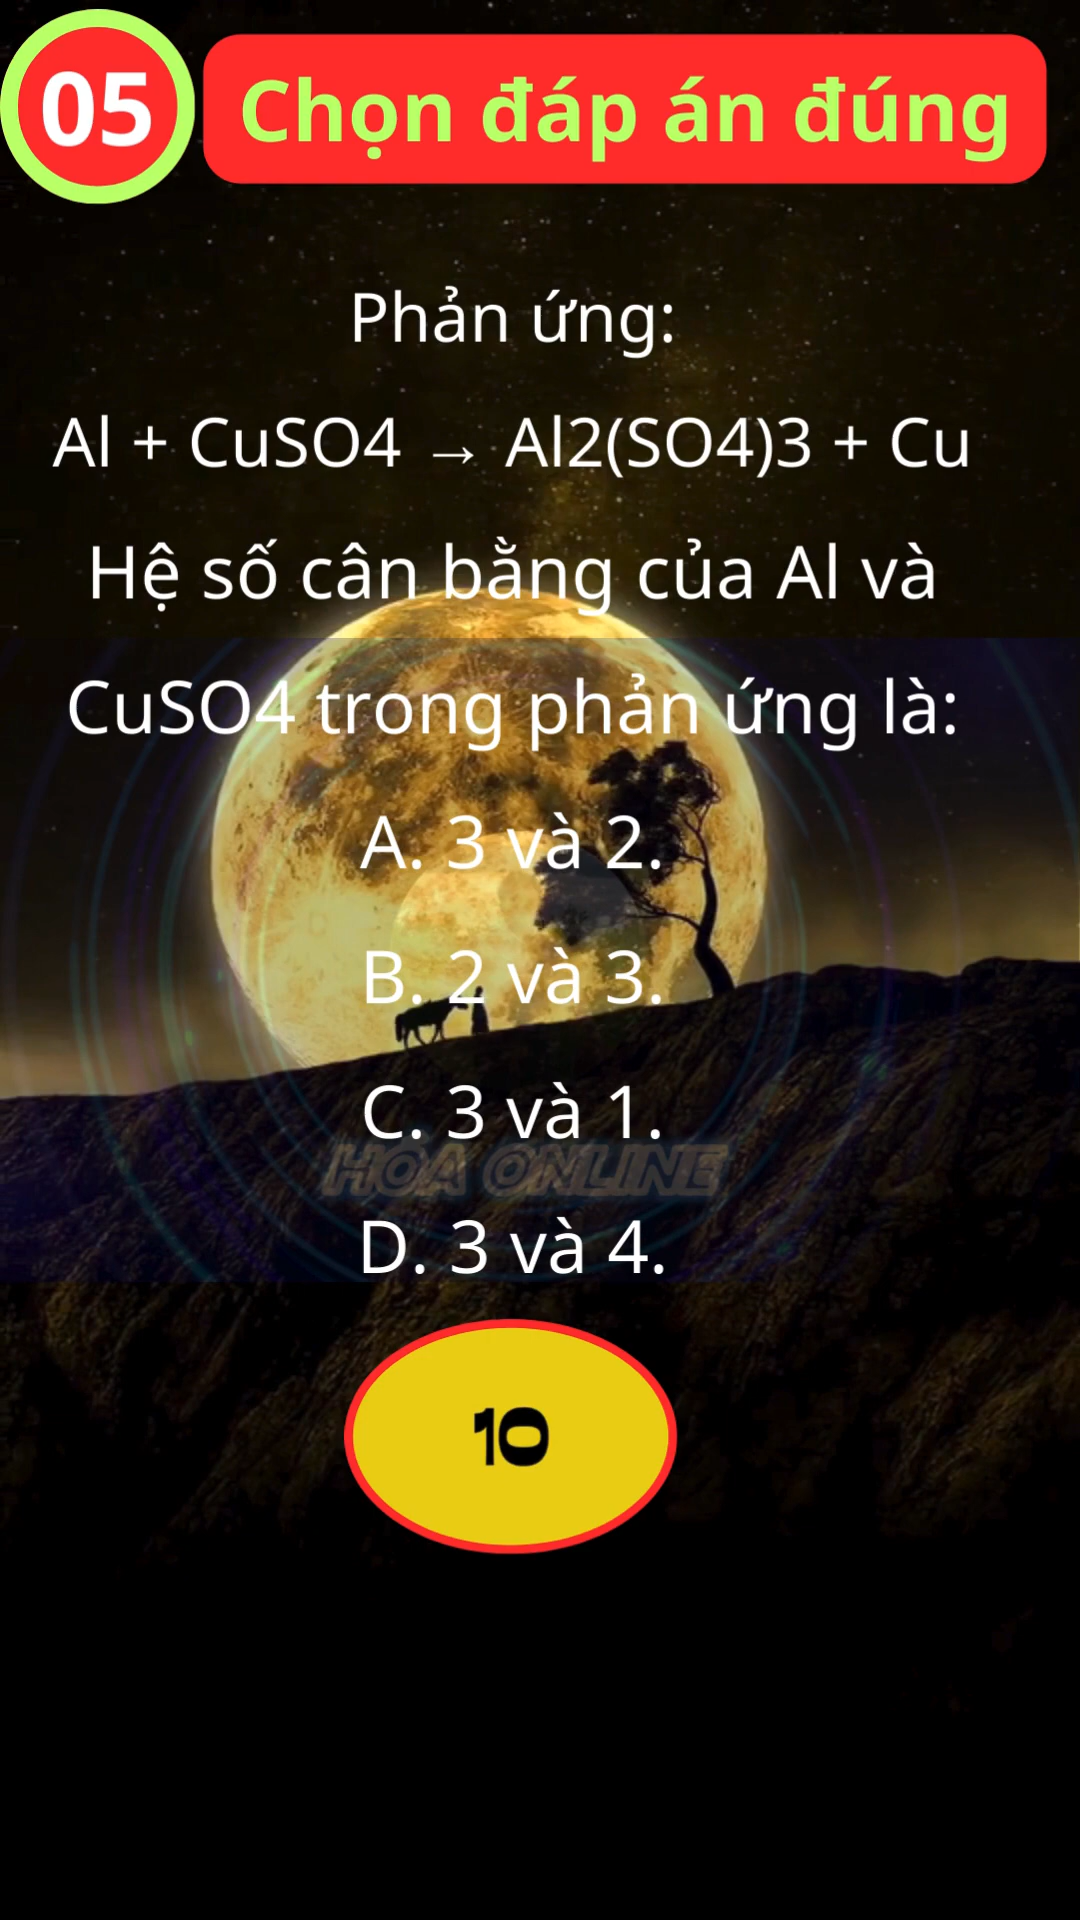 05
Chọn đáp án đúng
Phản ứng:
Al + CuSO4 → Al2(SO4)3 + Cu
Hệ số cân bằng của Al và
CuSO4 trong phản ứng là:
A. 3 và 2.
B. 2 và 3.
C. 3 và 1.
HÓA ONLINE
D. 3 và 4.
10